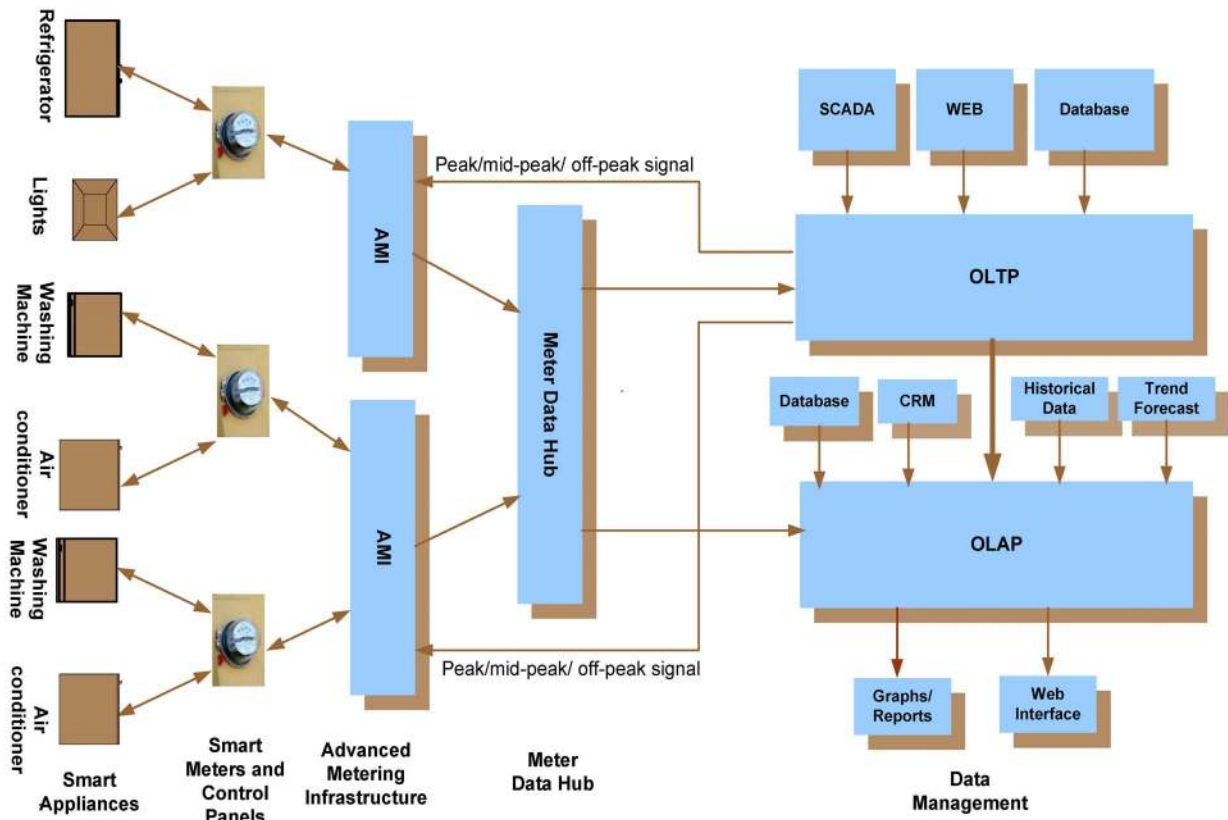 Refrigerator
Lights
Washing
Machine
Air
conditioner
Washing
Machine
Air
conditioner
Smart
Appliances
Smart
Meters and
Control
Panels
AMI
AMI
Advanced
Metering
Infrastructure
Peak/mid-peak/ off-peak signal
Peak/mid-peak/ off-peak signal
Meter Data Hub
Meter
Data Hub
SCADA
WEB
Database
OLTP
Database
CRM
Historical
Data
Trend
Forecast
OLAP
Graphs/
Reports
Web
Interface
Data
Management